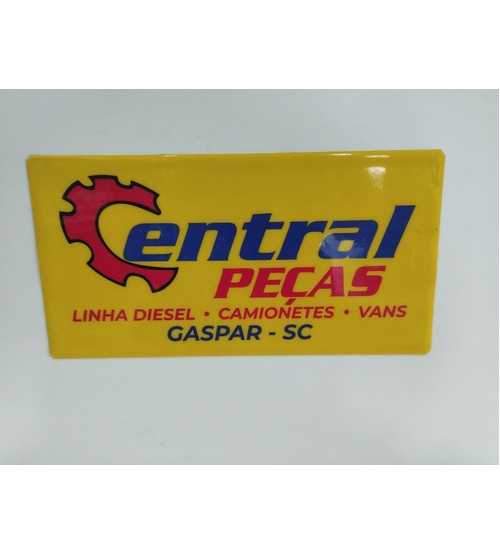 Central
PEÇAS
LINHA DIESEL • CAMIONETES • VANS
GASPAR - SC